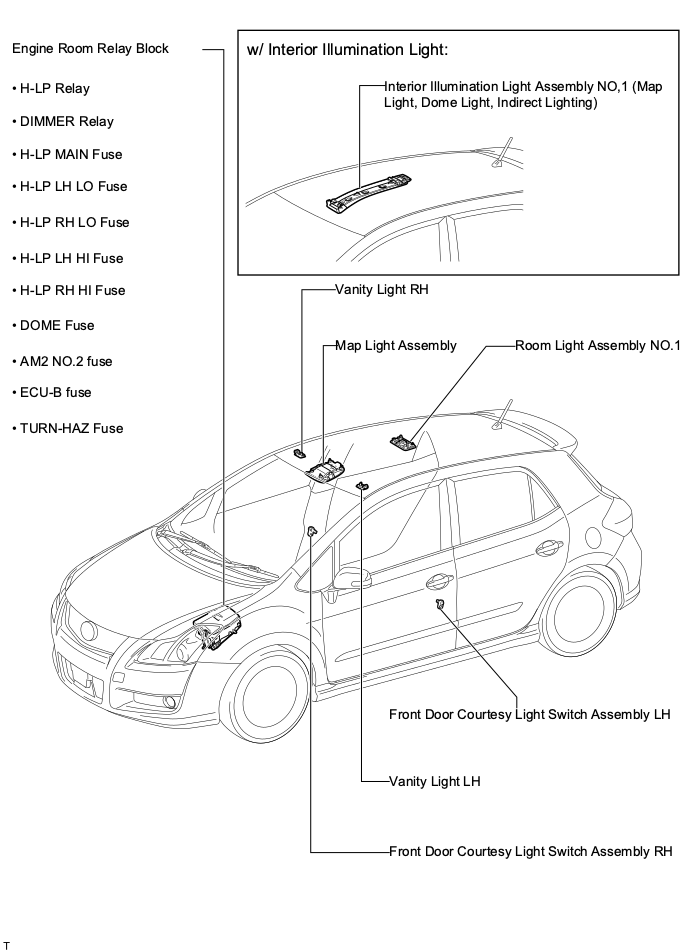 Engine Room Relay Block
• H-LP Relay
• DIMMER Relay
• H-LP MAIN Fuse
• H-LP LH LO Fuse
• H-LP RH LO Fuse
• H-LP LH HI Fuse
• H-LP RH HI Fuse
• DOME Fuse
• AM2 NO.2 fuse
• ECU-B fuse
• TURN-HAZ Fuse
w/ Interior Illumination Light:
Interior Illumination Light Assembly NO,1 (Map
Light, Dome Light, Indirect Lighting)
Vanity Light RH
Map Light Assembly
Room Light Assembly NO.1
Front Door Courtesy Light Switch Assembly LH
Vanity Light LH
Front Door Courtesy Light Switch Assembly RH
T